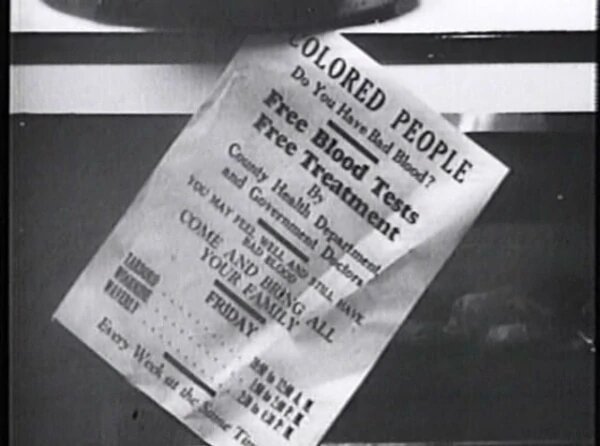 COLORED PEOPLE
Do You Have Bad Blood?
Free Blood Tests
Free Treatment
By
County Health Department
and Government Doctors
YOU MAY FEEL WELL AND STILL HAVE
BAD BLOOD
COME AND BRING ALL
YOUR FAMILY
FRIDAY
WAVERLY
Every Week at the Same